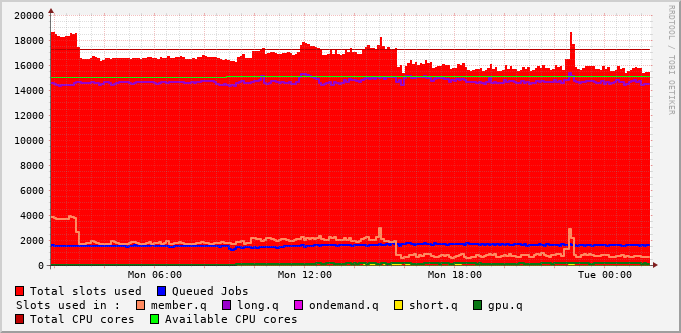 RRDTOOL / TOBI OETIKER
20000
18000
16000
14000
12000
10000
8000
6000
4000
2000
0
Mon 06:00 Mon 12:00 Mon 18:00 Tue 00:00
Total slots used Queued Jobs
Slots used in : member.q long.q ondemand.q short.q gpu.q
Total CPU cores Available CPU cores